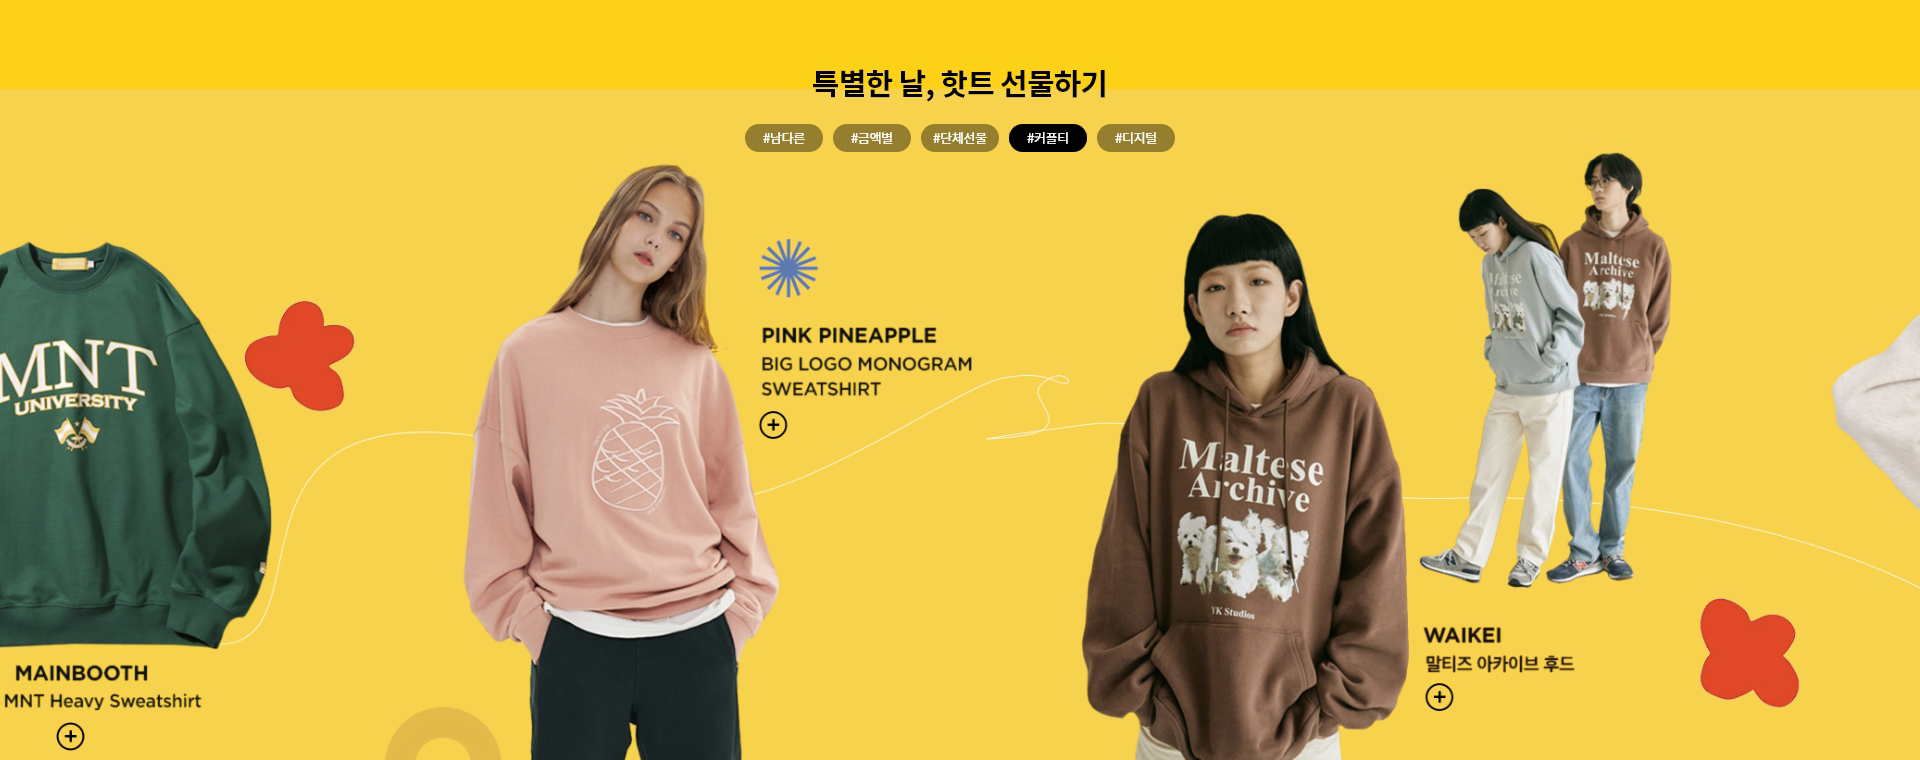 특별한 날, 핫트 선물하기
#남다른
#금액별
#단체선물
#커플티
#디지털
MNT
UNIVERSITY
MAINBOOTH
MNT Heavy Sweatshirt
PINK PINEAPPLE
BIG LOGO MONOGRAM
SWEATSHIRT
Maltese
Archive
YK Studios
Maltese
Archive
Maltese
Archive
WAIKEI
말티즈 아카이브 후드